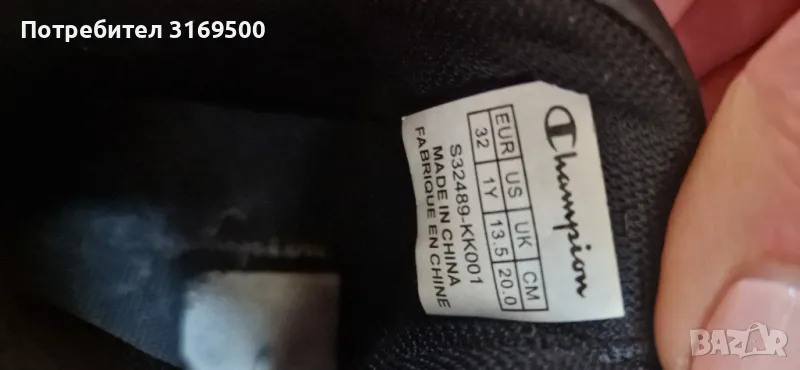 Потребител 3169500
Champion
EUR US UK CM
32 1Y 13.5 20.0
S32489-KK001
MADE IN CHINA
FABRIQUE EN CHINE
BAZAR